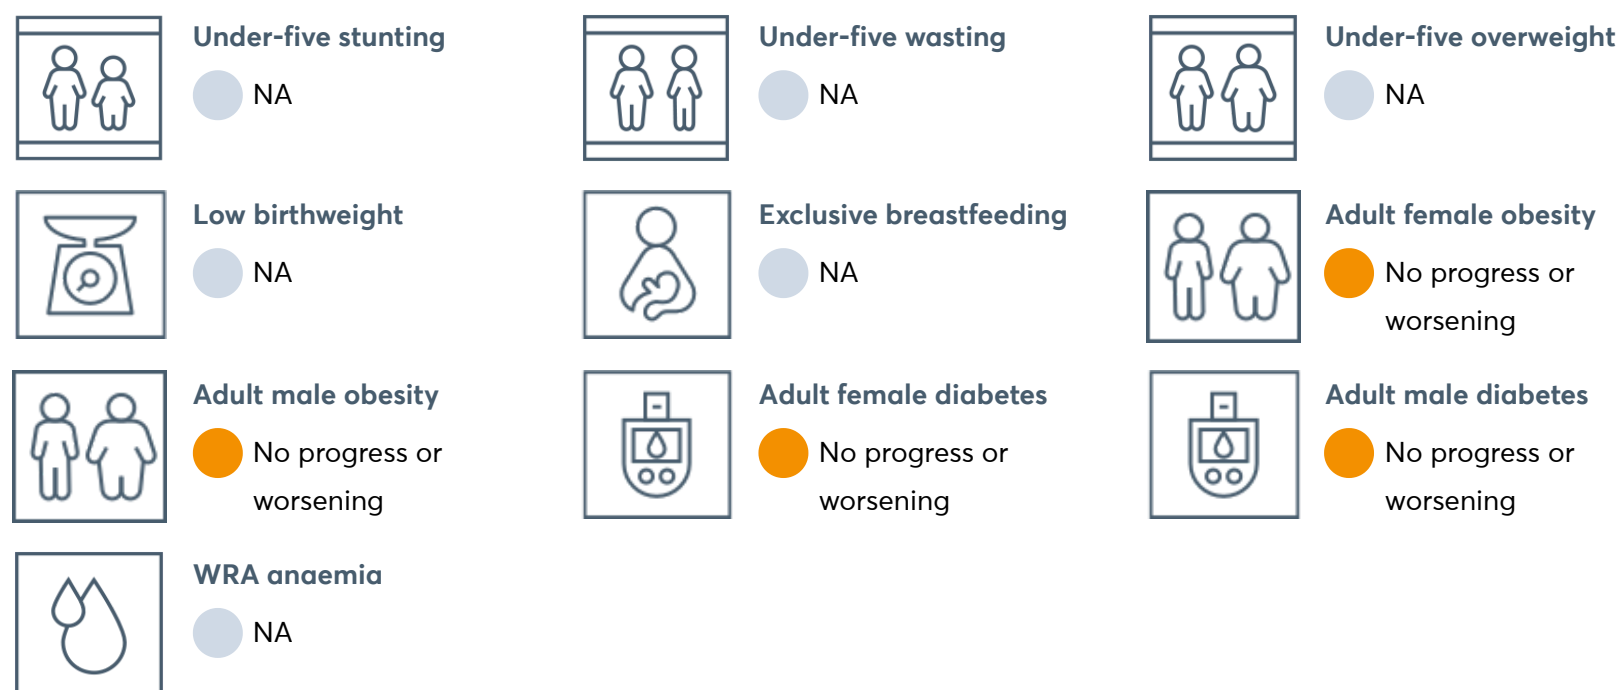 Under-five stunting
NA
Under-five wasting
NA
Under-five overweight
NA
Low birthweight
NA
Exclusive breastfeeding
NA
Adult female obesity
No progress or
worsening
Adult male obesity
No progress or
worsening
Adult female diabetes
No progress or
worsening
Adult male diabetes
No progress or
worsening
WRA anaemia
NA